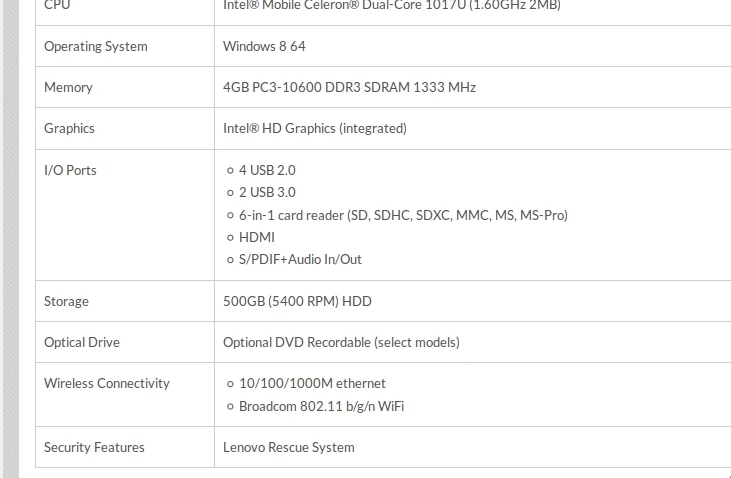 CPU Intel® Mobile Celeron® Dual-Core 1017U (1.60GHz 2MB)
Operating System Windows 8 64
Memory 4GB PC3-10600 DDR3 SDRAM 1333 MHz
Graphics Intel® HD Graphics (integrated)
I/O Ports 4 USB 2.0
2 USB 3.0
6-in-1 card reader (SD, SDHC, SDXC, MMC, MS, MS-Pro)
HDMI
S/PDIF+Audio In/Out
Storage 500GB (5400 RPM) HDD
Optical Drive Optional DVD Recordable (select models)
Wireless Connectivity 10/100/1000M ethernet
Broadcom 802.11 b/g/n WiFi
Security Features Lenovo Rescue System